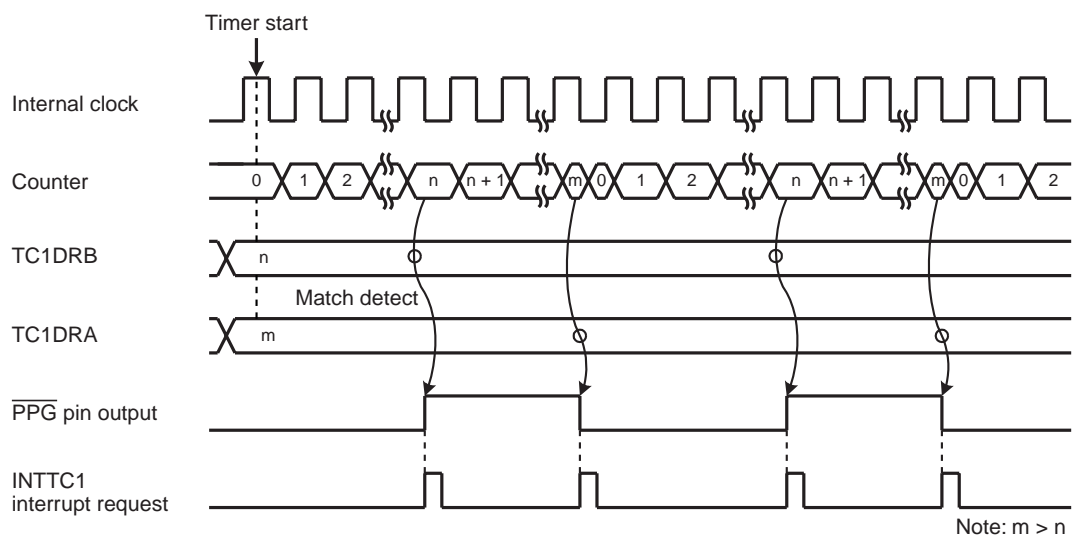 Timer start
Internal clock
Counter
0 1 2 n n + 1 m 0 1 2 n n + 1 m 0 1 2
TC1DRB
n
Match detect
TC1DRA
m
PPG pin output
INTTC1
interrupt request
Note: m > n